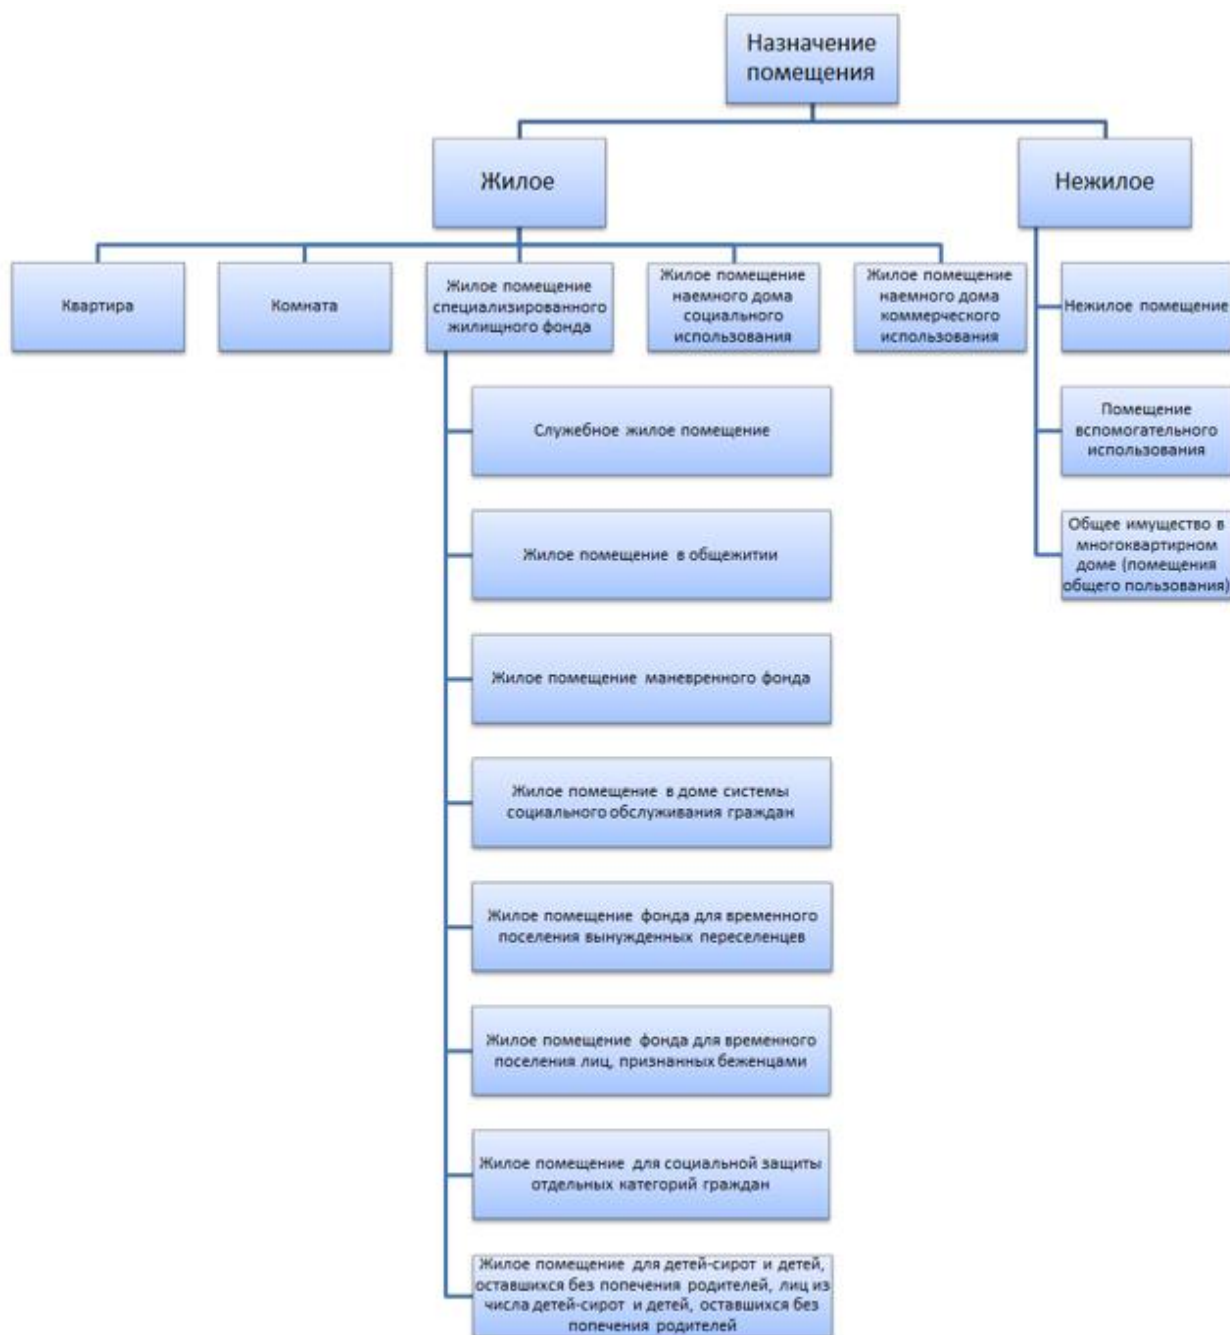 Назначение
помещения
Жилое
Нежилое
Квартира
Комната
Жилое помещение
специализированного
жилищного фонда
Жилое помещение
наемного дома
социального
использования
Жилое помещение
наемного дома
коммерческого
использования
Нежилое помещение
Помещение
вспомогательного
использования
Общее имущество в
многоквартирном
доме (помещения
общего пользования)
Служебное жилое помещение
Жилое помещение в общежитии
Жилое помещение маневренного фонда
Жилое помещение в доме системы
социального обслуживания граждан
Жилое помещение фонда для временного
поселения вынужденных переселенцев
Жилое помещение фонда для временного
поселения лиц, признанных беженцами
Жилое помещение для социальной защиты
отдельных категорий граждан
Жилое помещение для детей-сирот и детей,
оставшихся без попечения родителей, лиц из
числа детей-сирот и детей, оставшихся без
попечения родителей